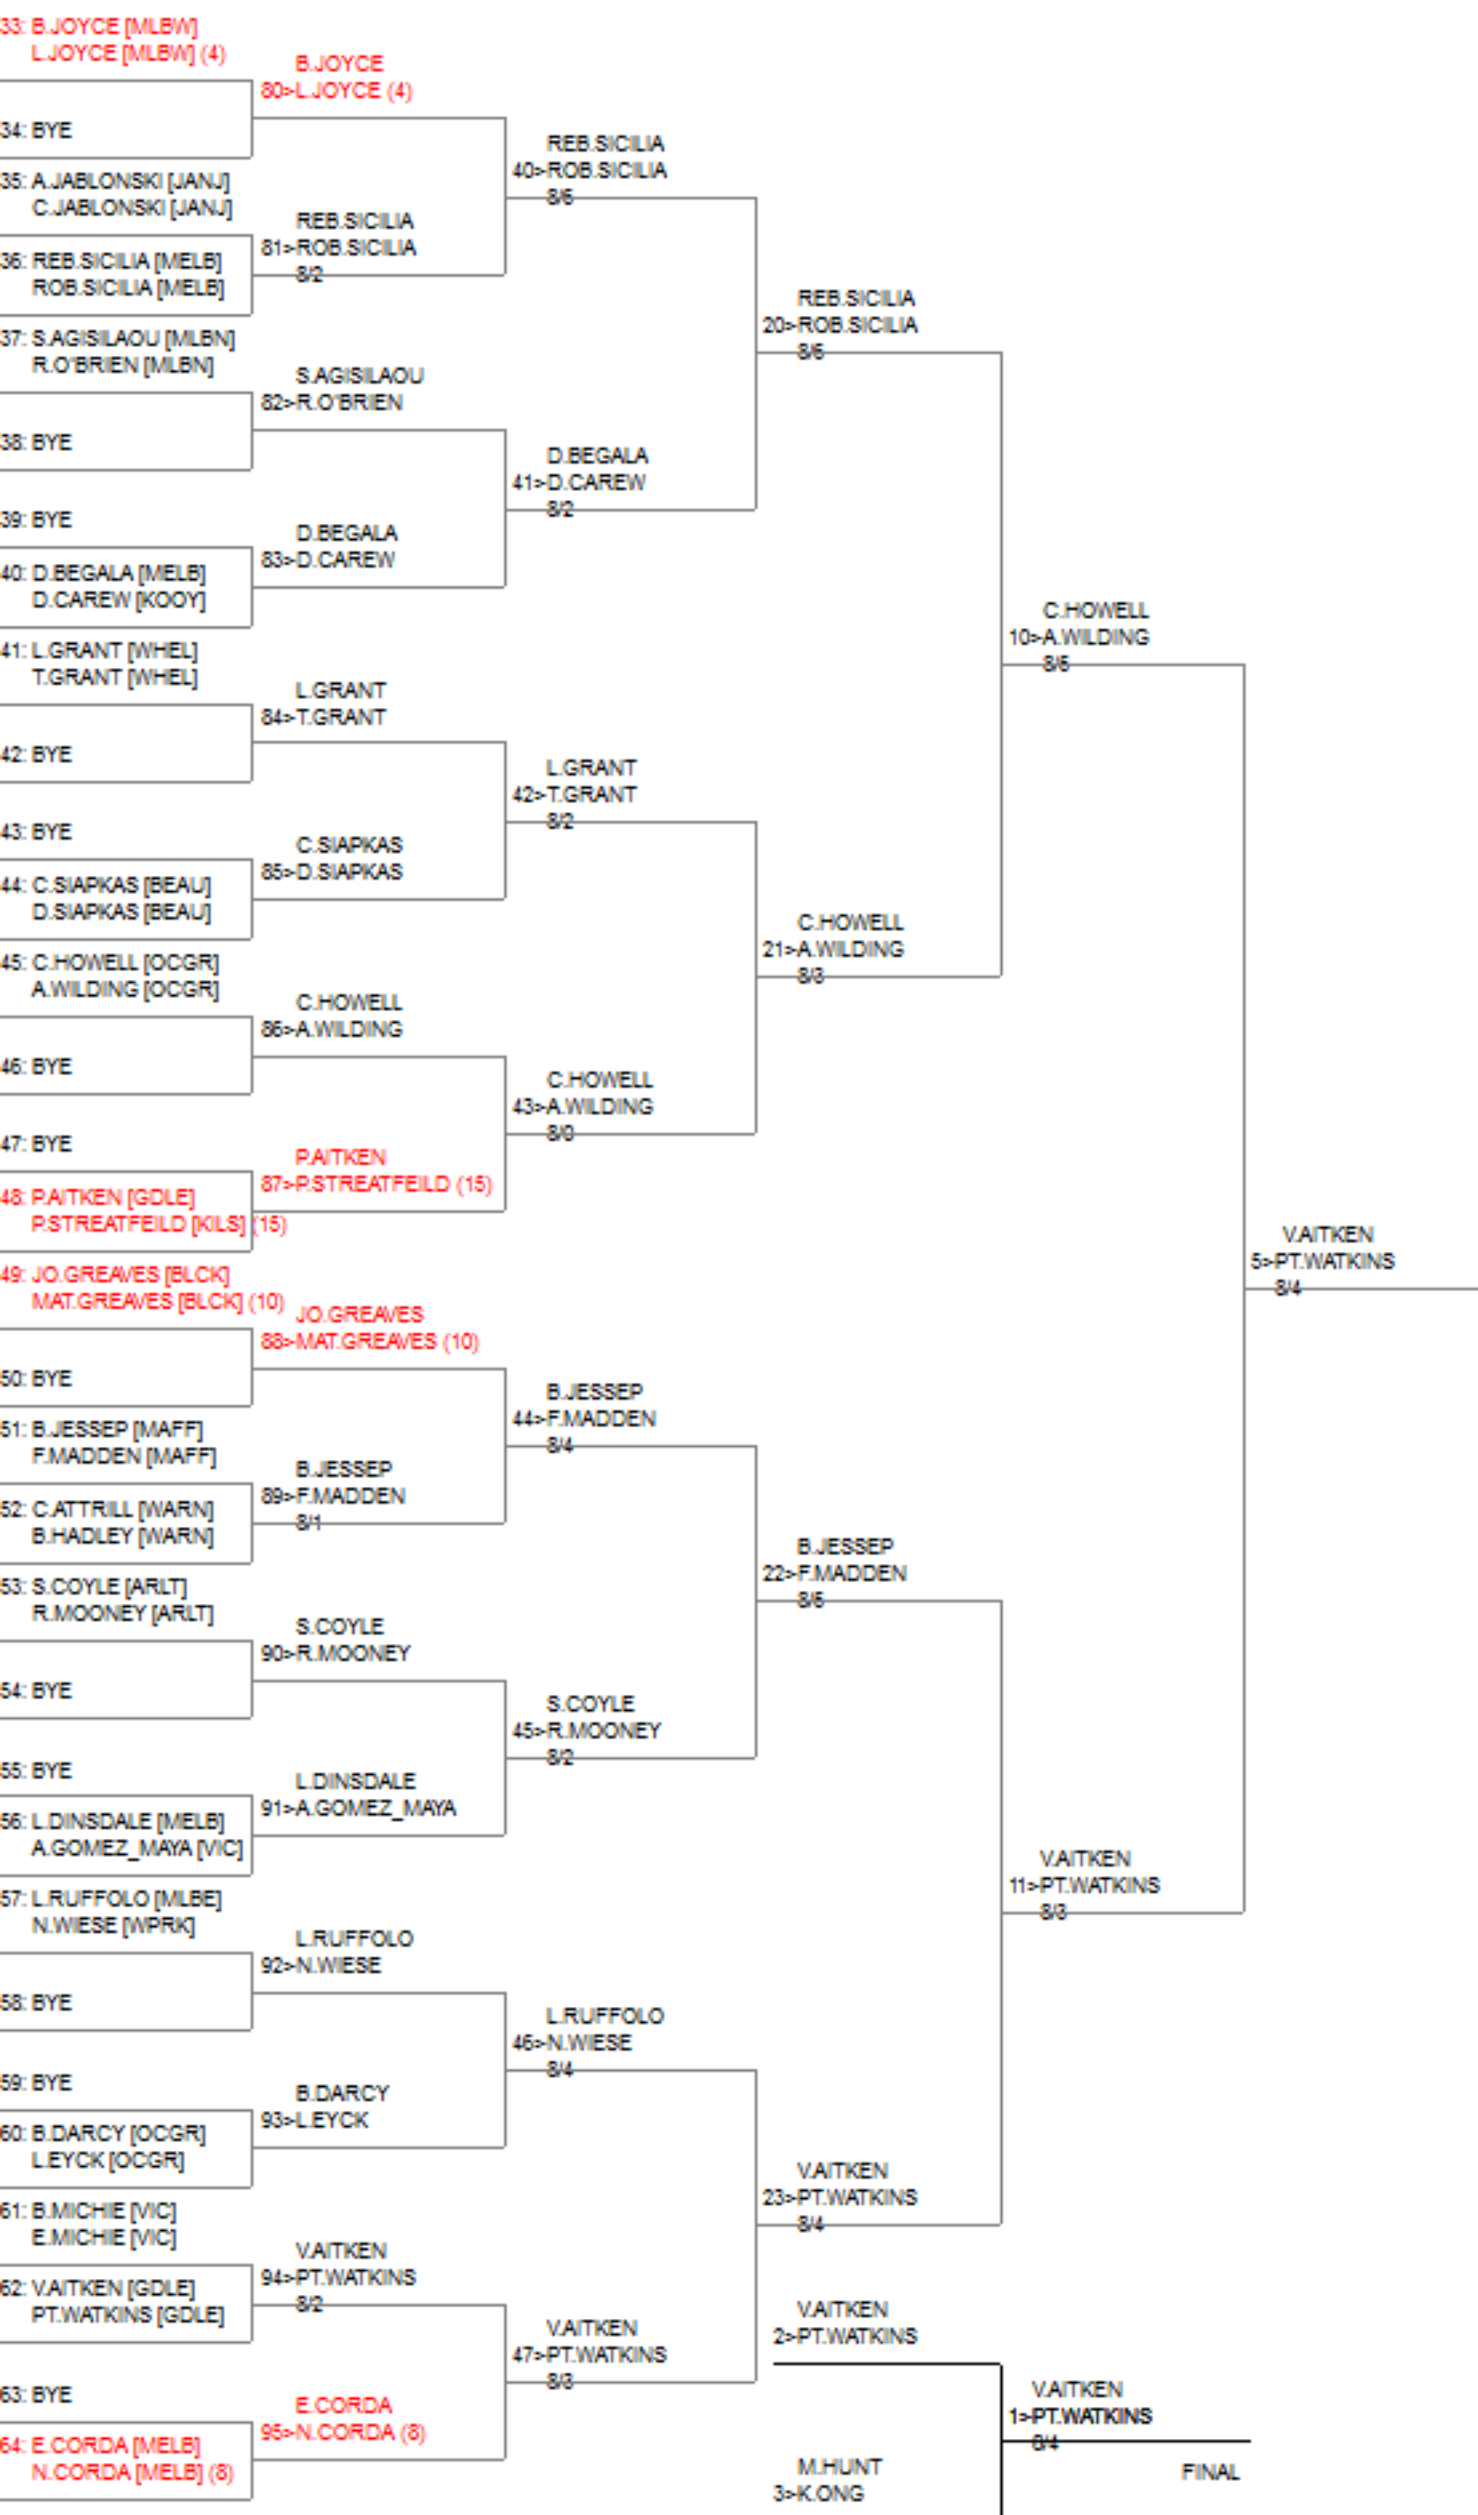 33: B.JOYCE [MLBW]
L.JOYCE [MLBW] (4)
34: BYE
35: A.JABLONSKI [JANJ]
C.JABLONSKI [JANJ]
36: REB.SICILIA [MELB]
ROB.SICILIA [MELB]
37: S.AGISILAOU [MLBN]
R.O'BRIEN [MLBN]
38: BYE
39: BYE
40: D.BEGALA [MELB]
D.CAREW [KOOY]
41: L.GRANT [WHEL]
T.GRANT [WHEL]
42: BYE
43: BYE
44: C.SIAPKAS [BEAU]
D.SIAPKAS [BEAU]
45: C.HOWELL [OCGR]
A.WILDING [OCGR]
46: BYE
47: BYE
48: P.AITKEN [GDLE]
P.STREATFEILD [KILS] (15)
49: JO.GREAVES [BLCK]
MAT.GREAVES [BLCK] (10)
50: BYE
51: B.JESSEP [MAFF]
F.MADDEN [MAFF]
52: C.ATTRILL [WARN]
B.HADLEY [WARN]
53: S.COYLE [ARLT]
R.MOONEY [ARLT]
54: BYE
55: BYE
56: L.DINSDALE [MELB]
A.GOMEZ_MAYA [VIC]
57: L.RUFFOLO [MLBE]
N.WIESE [WPRK]
58: BYE
59: BYE
60: B.DARCY [OCGR]
L.EYCK [OCGR]
61: B.MICHIE [VIC]
E.MICHIE [VIC]
62: V.AITKEN [GDLE]
PT.WATKINS [GDLE]
63: BYE
64: E.CORDA [MELB]
N.CORDA [MELB] (8)
B.JOYCE
80>L.JOYCE (4)
REB.SICILIA
81>ROB.SICILIA
8/2
S.AGISILAOU
82>R.O'BRIEN
D.BEGALA
83>D.CAREW
L.GRANT
84>T.GRANT
C.SIAPKAS
85>D.SIAPKAS
C.HOWELL
86>A.WILDING
P.AITKEN
87>P.STREATFEILD (15)
JO.GREAVES
88>MAT.GREAVES (10)
B.JESSEP
89>F.MADDEN
8/1
S.COYLE
90>R.MOONEY
L.DINSDALE
91>A.GOMEZ_MAYA
L.RUFFOLO
92>N.WIESE
B.DARCY
93>L.EYCK
V.AITKEN
94>PT.WATKINS
8/2
E.CORDA
95>N.CORDA (8)
REB.SICILIA
40>ROB.SICILIA
8/6
D.BEGALA
41>D.CAREW
8/2
L.GRANT
42>T.GRANT
8/2
C.HOWELL
43>A.WILDING
8/0
B.JESSEP
44>F.MADDEN
8/4
S.COYLE
45>R.MOONEY
8/2
L.RUFFOLO
46>N.WIESE
8/4
V.AITKEN
47>PT.WATKINS
8/3
REB.SICILIA
20>ROB.SICILIA
C.HOWELL
21>A.WILDING
8/3
B.JESSEP
22>F.MADDEN
V.AITKEN
23>PT.WATKINS
8/4
C.HOWELL
10>A.WILDING
V.AITKEN
11>PT.WATKINS
8/3
V.AITKEN
5>PT.WATKINS
8/4
V.AITKEN
2>PT.WATKINS
M.HUNT
3>K.ONG
V.AITKEN
1>PT.WATKINS
FINAL